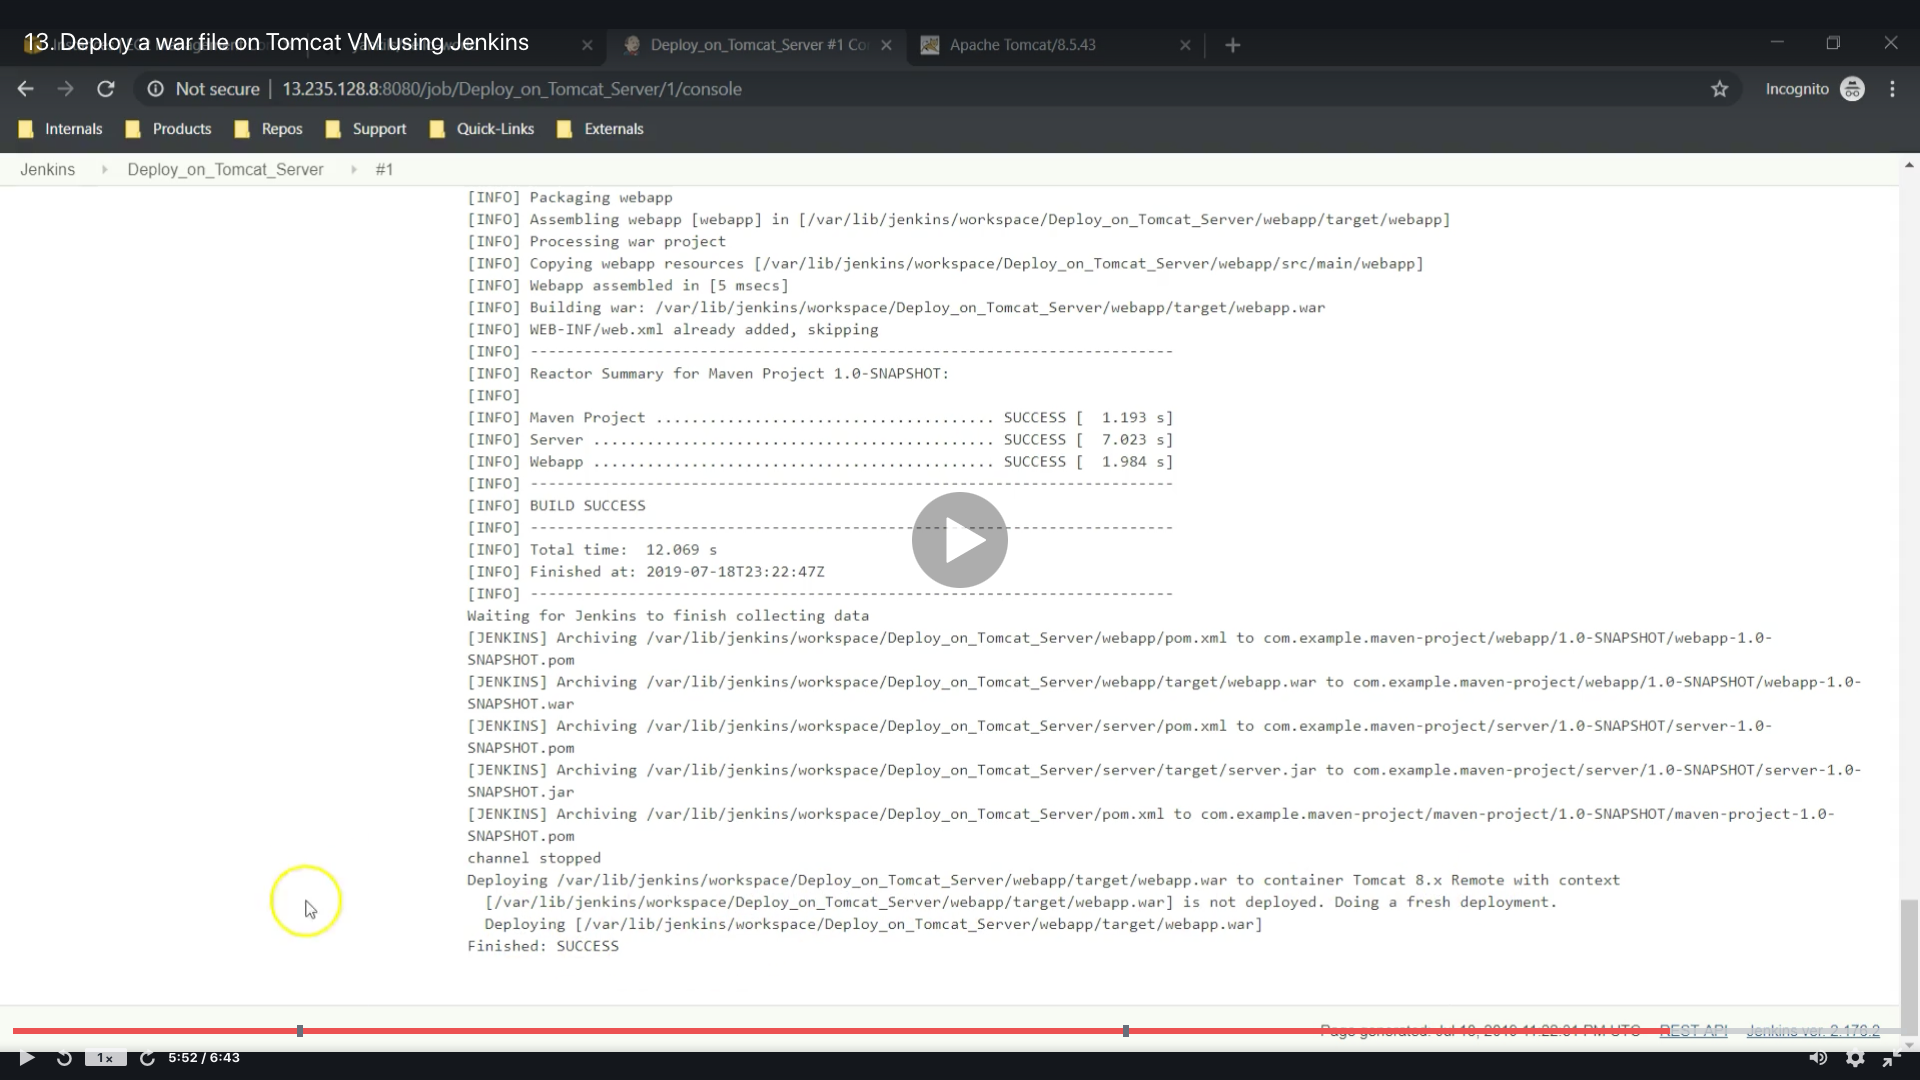 13. Deploy a war file on Tomcat VM using Jenkins
Deploy_on_Tomcat_Server #1 Co
Apache Tomcat/8.5.43
Not secure | 13.235.128.8:8080/job/Deploy_on_Tomcat_Server/1/console
Incognito
Internals Products Repos Support Quick-Links Externals
Jenkins Deploy_on_Tomcat_Server #1
[INFO] Packaging webapp
[INFO] Assembling webapp [webapp] in [/var/lib/jenkins/workspace/Deploy_on_Tomcat_Server/webapp/target/webapp]
[INFO] Processing war project
[INFO] Copying webapp resources [/var/lib/jenkins/workspace/Deploy_on_Tomcat_Server/webapp/src/main/webapp]
[INFO] Webapp assembled in [5 msecs]
[INFO] Building war: /var/lib/jenkins/workspace/Deploy_on_Tomcat_Server/webapp/target/webapp.war
[INFO] WEB-INF/web.xml already added, skipping
[INFO] ------------------------------------------------------------------------
[INFO] Reactor Summary for Maven Project 1.0-SNAPSHOT:
[INFO]
[INFO] Maven Project ...................................... SUCCESS [  1.193 s]
[INFO] Server ............................................. SUCCESS [  7.023 s]
[INFO] Webapp ............................................. SUCCESS [  1.984 s]
[INFO] ------------------------------------------------------------------------
[INFO] BUILD SUCCESS
[INFO] ------------------------------------------------------------------------
[INFO] Total time:  12.069 s
[INFO] Finished at: 2019-07-18T23:22:47Z
[INFO] ------------------------------------------------------------------------
Waiting for Jenkins to finish collecting data
[JENKINS] Archiving /var/lib/jenkins/workspace/Deploy_on_Tomcat_Server/webapp/pom.xml to com.example.maven-project/webapp/1.0-SNAPSHOT/webapp-1.0-
SNAPSHOT.pom
[JENKINS] Archiving /var/lib/jenkins/workspace/Deploy_on_Tomcat_Server/webapp/target/webapp.war to com.example.maven-project/webapp/1.0-SNAPSHOT/webapp-1.0-
SNAPSHOT.war
[JENKINS] Archiving /var/lib/jenkins/workspace/Deploy_on_Tomcat_Server/server/pom.xml to com.example.maven-project/server/1.0-SNAPSHOT/server-1.0-
SNAPSHOT.pom
[JENKINS] Archiving /var/lib/jenkins/workspace/Deploy_on_Tomcat_Server/server/target/server.jar to com.example.maven-project/server/1.0-SNAPSHOT/server-1.0-
SNAPSHOT.jar
[JENKINS] Archiving /var/lib/jenkins/workspace/Deploy_on_Tomcat_Server/pom.xml to com.example.maven-project/maven-project/1.0-SNAPSHOT/maven-project-1.0-
SNAPSHOT.pom
channel stopped
Deploying /var/lib/jenkins/workspace/Deploy_on_Tomcat_Server/webapp/target/webapp.war to container Tomcat 8.x Remote with context
[/var/lib/jenkins/workspace/Deploy_on_Tomcat_Server/webapp/target/webapp.war] is not deployed. Doing a fresh deployment.
Deploying [/var/lib/jenkins/workspace/Deploy_on_Tomcat_Server/webapp/target/webapp.war]
Finished: SUCCESS
Page generated: REST API Jenkins ver. 2.176.2
1x 5:52 / 6:43